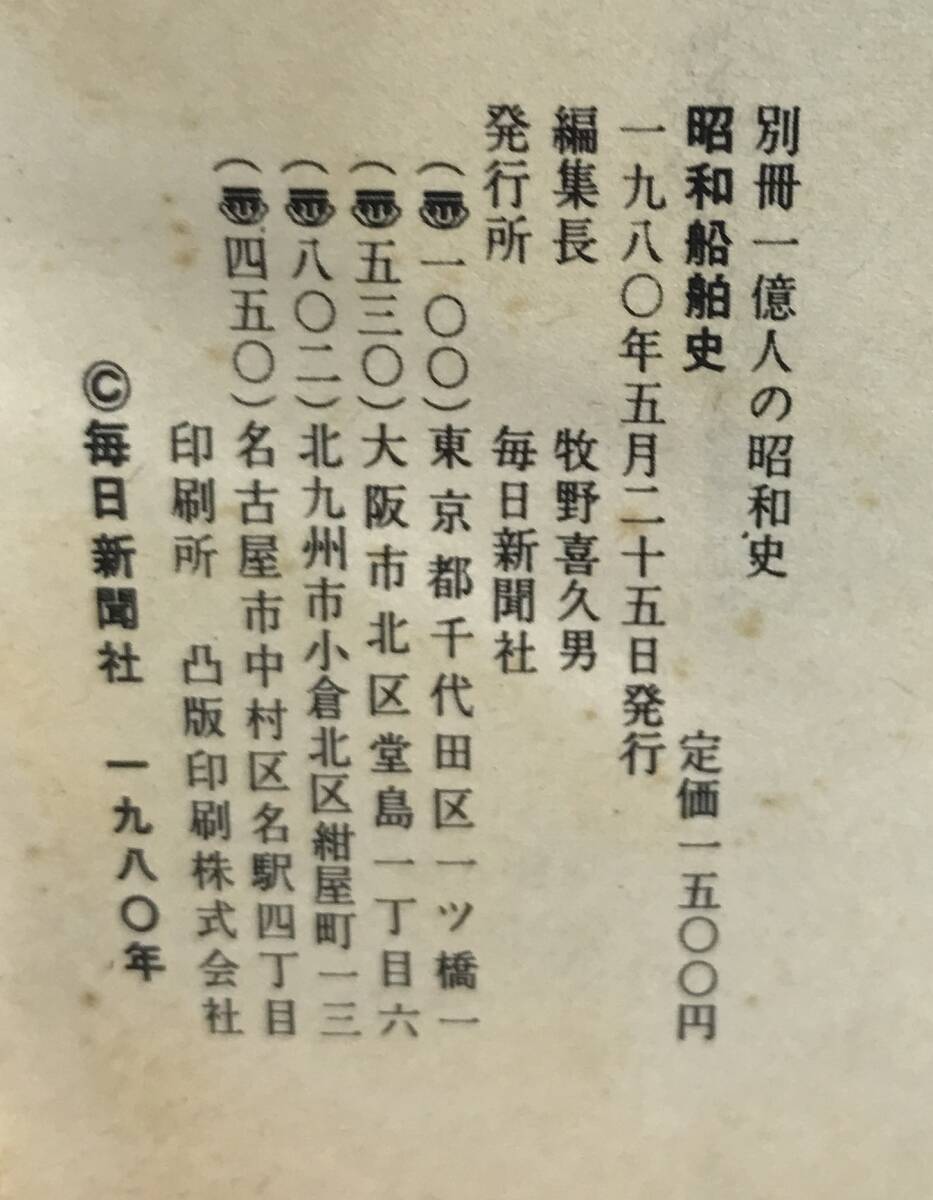 別冊一億人の昭和史
昭和船舶史 定価一五〇〇円
一九八〇年五月二十五日発行
編集長 牧野喜久男
発行所 毎日新聞社
(〠一〇〇)東京都千代田区一ツ橋一
(〠五三〇)大阪市北区堂島一丁目六
(〠八〇二)北九州市小倉北区紺屋町一三
(〠四五〇)名古屋市中村区名駅四丁目
印刷所 凸版印刷株式会社
©毎日新聞社 一九八〇年